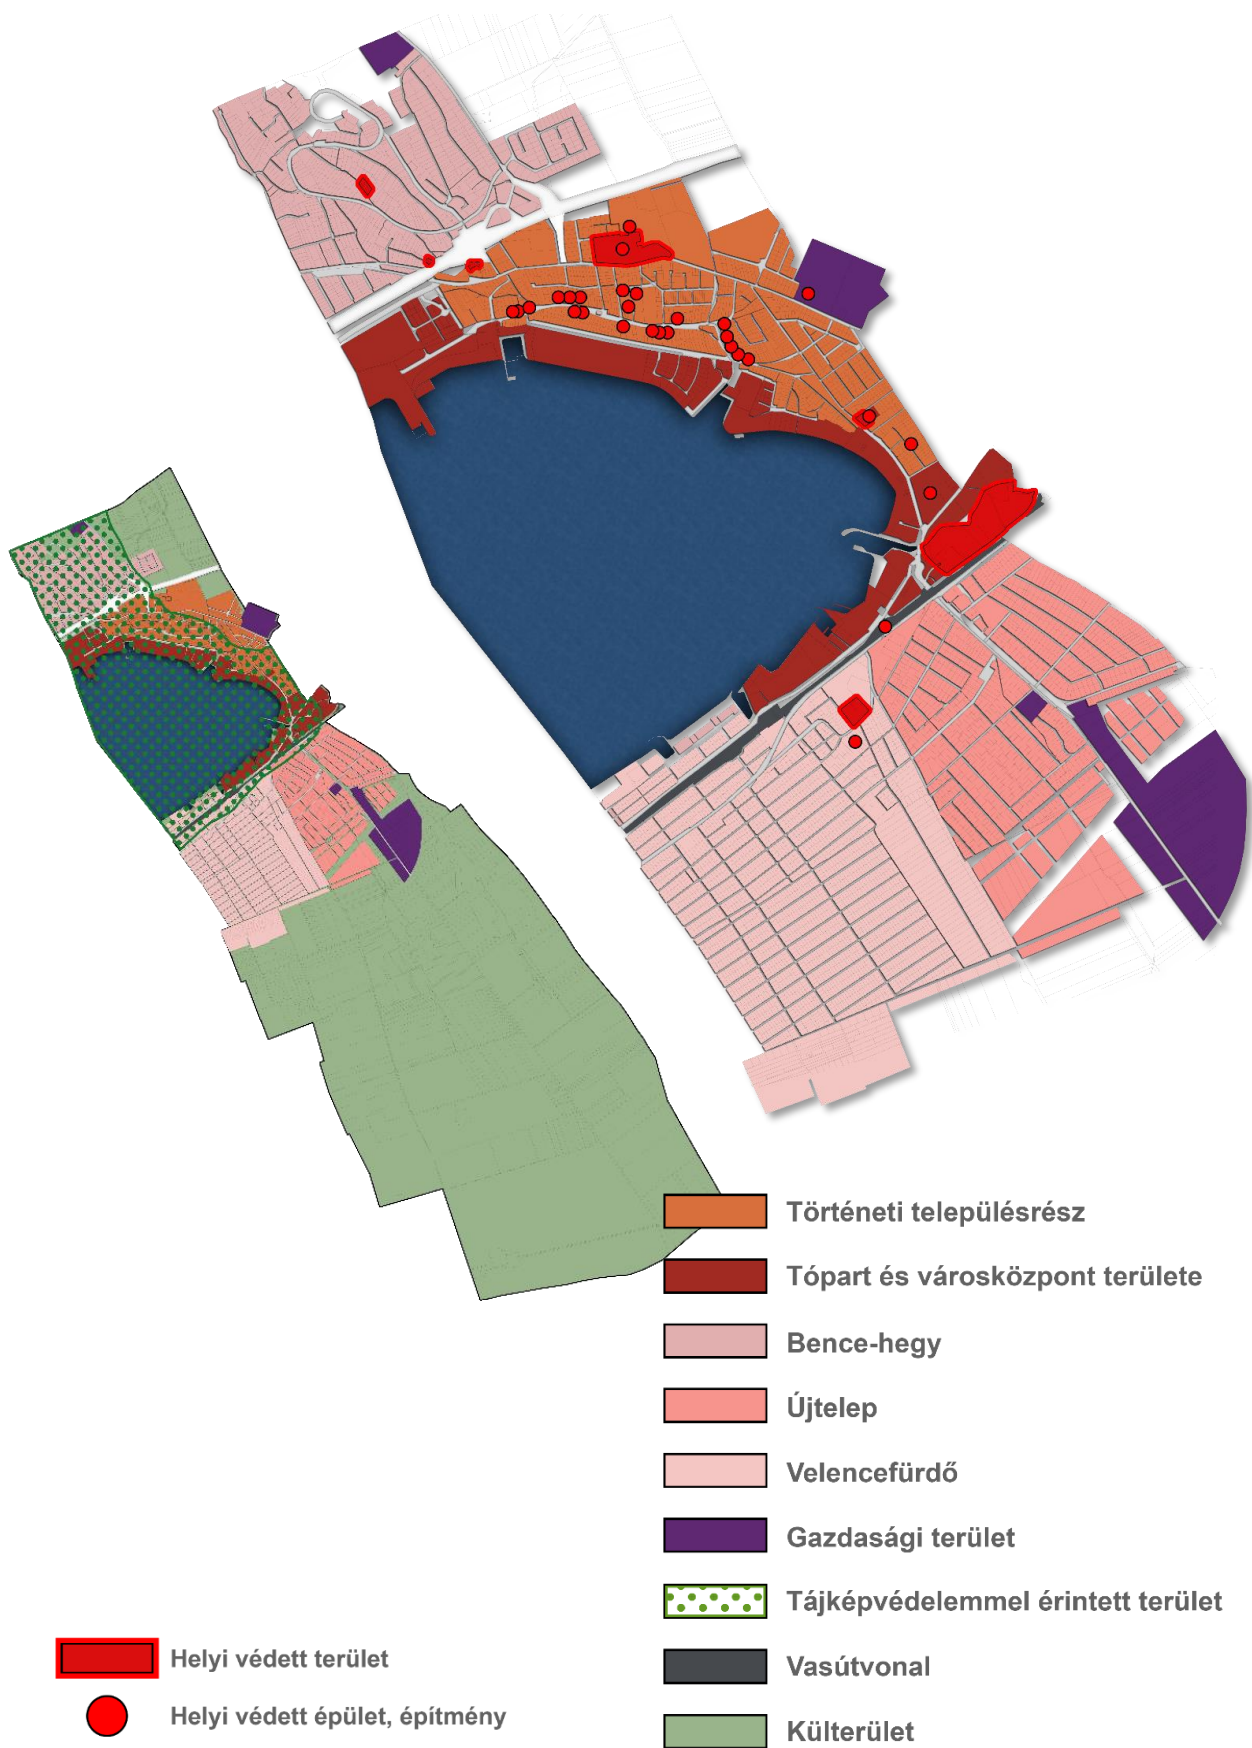 Történeti településrész
Tópart és városközpont területe
Bence-hegy
Újtelep
Velencefürdő
Gazdasági terület
Tájképvédelemmel érintett terület
Vasútvonal
Külterület
Helyi védett terület
Helyi védett épület, építmény